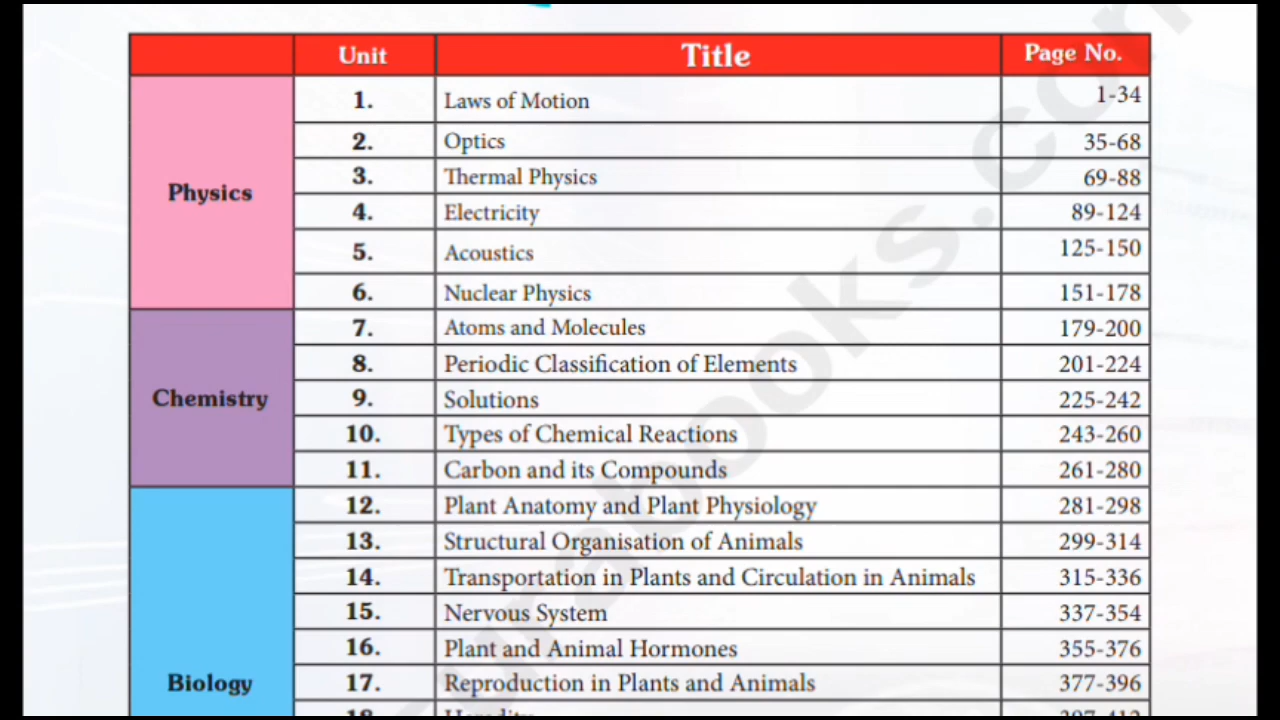 Unit Title Page No.
Physics
1. Laws of Motion 1-34
2. Optics 35-68
3. Thermal Physics 69-88
4. Electricity 89-124
5. Acoustics 125-150
6. Nuclear Physics 151-178
Chemistry
7. Atoms and Molecules 179-200
8. Periodic Classification of Elements 201-224
9. Solutions 225-242
10. Types of Chemical Reactions 243-260
11. Carbon and its Compounds 261-280
Biology
12. Plant Anatomy and Plant Physiology 281-298
13. Structural Organisation of Animals 299-314
14. Transportation in Plants and Circulation in Animals 315-336
15. Nervous System 337-354
16. Plant and Animal Hormones 355-376
17. Reproduction in Plants and Animals 377-396